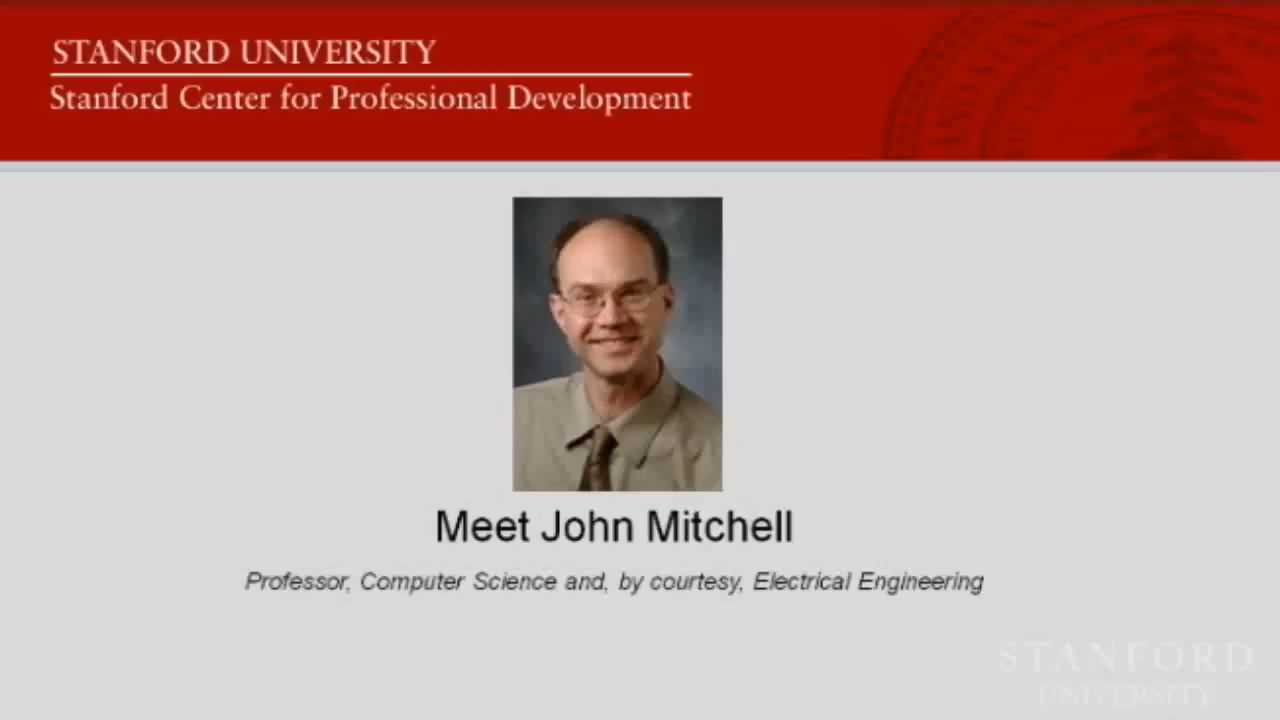 STANFORD UNIVERSITY
Stanford Center for Professional Development
Meet John Mitchell
Professor, Computer Science and, by courtesy, Electrical Engineering
STANFORD
UNIVERSITY